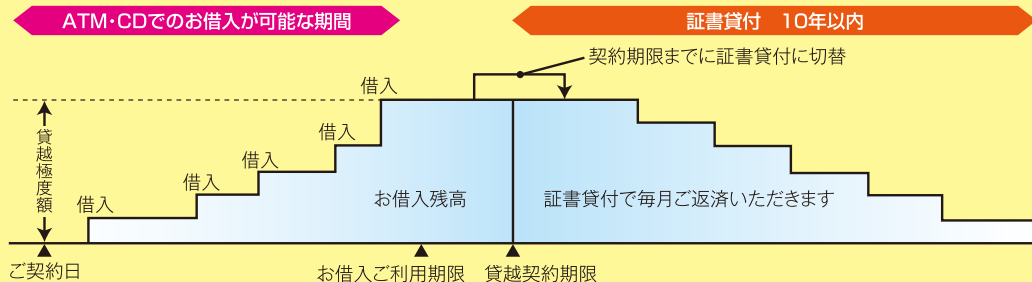 ATM・CDでのお借入が可能な期間
証書貸付　10年以内
契約期限までに証書貸付に切替
借入
借入
借入
借入
借入
貸越極度額
お借入残高
証書貸付で毎月ご返済いただきます
ご契約日
お借入ご利用期限
貸越契約期限